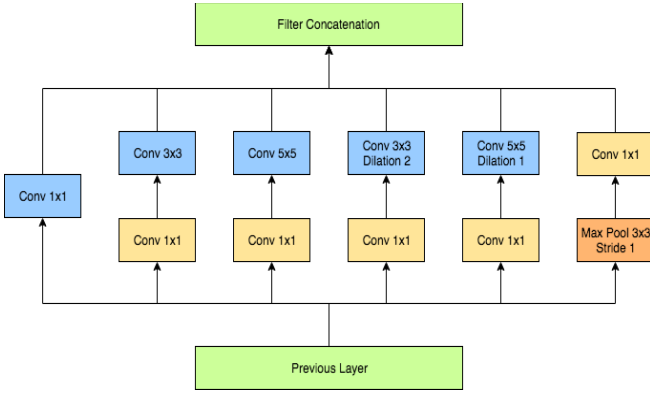 Filter Concatenation
Conv 3x3
Conv 5x5
Conv 3x3
Dilation 2
Conv 5x5
Dilation 1
Conv 1x1
Conv 1x1
Conv 1x1
Conv 1x1
Conv 1x1
Conv 1x1
Max Pool 3x3
Stride 1
Previous Layer